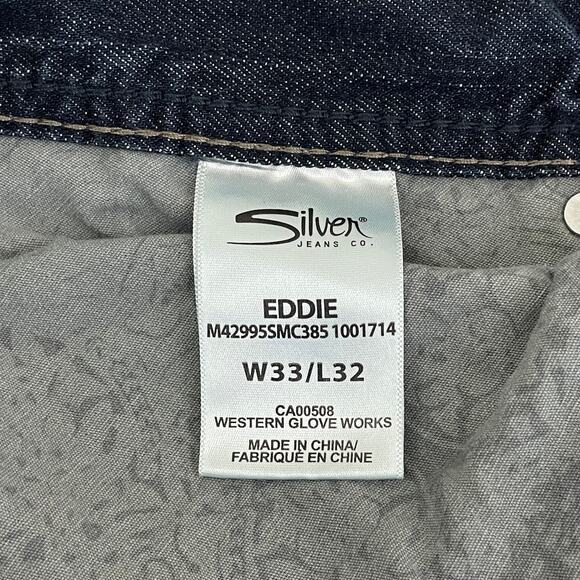 Silver®
JEANS CO.
EDDIE
M42995SMC385 1001714
W33/L32
CA00508
WESTERN GLOVE WORKS
MADE IN CHINA/
FABRIQUÉ EN CHINE